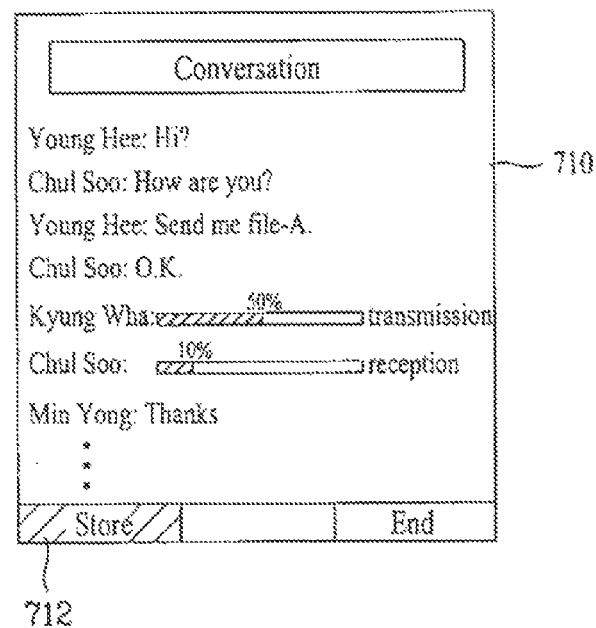 Conversation
Young Hee: Hi?
710
Chul Soo: How are you?
Young Hee: Send me file-A.
Chul Soo: O.K.
50%
Kyung Wha: transmission
10%
Chul Soo: reception
Min Yong: Thanks
Store End
712